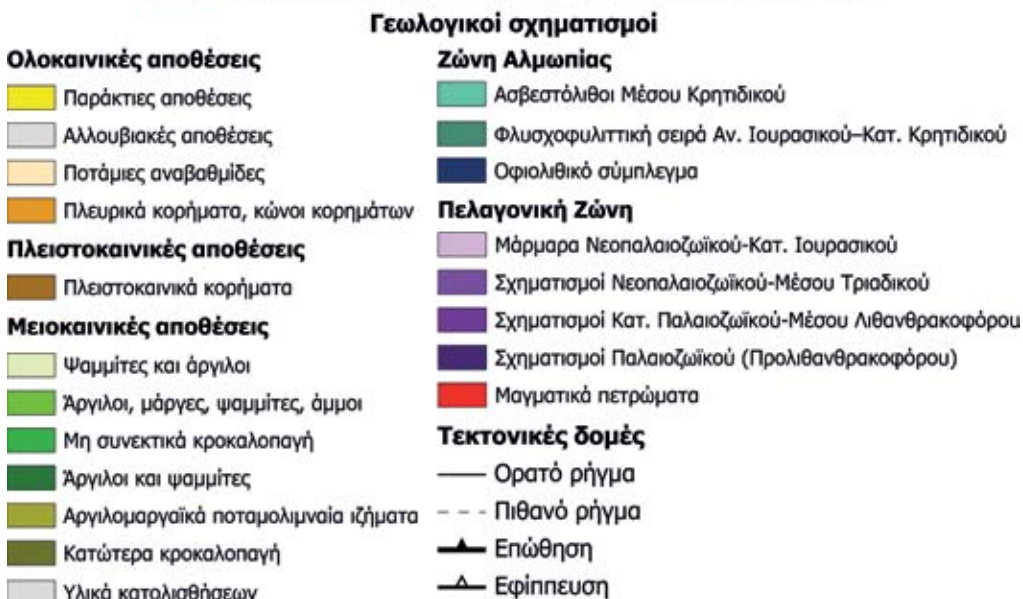 Γεωλογικοί σχηματισμοί
Ολοκαινικές αποθέσεις
Παράκτιες αποθέσεις
Αλλουβιακές αποθέσεις
Ποτάμιες αναβαθμίδες
Πλευρικά κορήματα, κώνοι κορημάτων
Πλειστοκαινικές αποθέσεις
Πλειστοκαινικά κορήματα
Μειοκαινικές αποθέσεις
Ψαμμίτες και άργιλοι
Άργιλοι, μάργες, ψαμμίτες, άμμοι
Μη συνεκτικά κροκαλοπαγή
Άργιλοι και ψαμμίτες
Αργιλομαργαϊκά ποταμολιμναία ιζήματα
Κατώτερα κροκαλοπαγή
Υλικά κατολισθήσεων
Ζώνη Αλμωπίας
Ασβεστόλιθοι Μέσου Κρητιδικού
Φλυσχοφυλιττική σειρά Αν. Ιουρασικού–Κατ. Κρητιδικού
Οφιολιθικό σύμπλεγμα
Πελαγονική Ζώνη
Μάρμαρα Νεοπαλαιοζωϊκού-Κατ. Ιουρασικού
Σχηματισμοί Νεοπαλαιοζωϊκού-Μέσου Τριαδικού
Σχηματισμοί Κατ. Παλαιοζωϊκού-Μέσου Λιθανθρακοφόρου
Σχηματισμοί Παλαιοζωϊκού (Προλιθανθρακοφόρου)
Μαγματικά πετρώματα
Τεκτονικές δομές
Ορατό ρήγμα
Πιθανό ρήγμα
Επώθηση
Εφίππευση